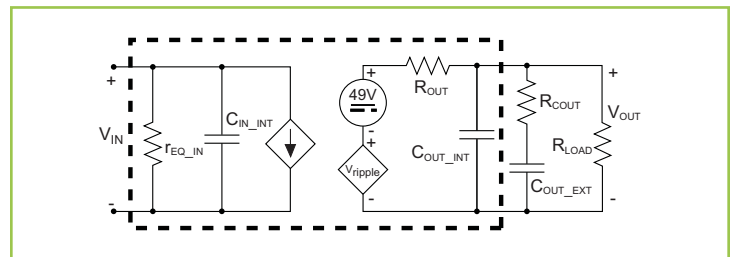 +
+
49V
-
+
Vripple
-
ROUT
+
VIN
rEQ_IN
CIN_INT
COUT_INT
RCOUT
COUT_EXT
RLOAD
VOUT
-
-